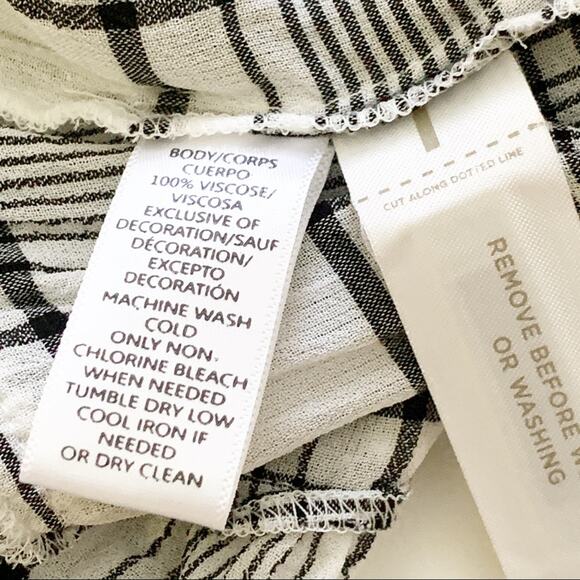 BODY/CORPS
CUERPO
100% VISCOSE/
VISCOSA
EXCLUSIVE OF
DECORATION/SAUF
DÉCORATION/
EXCEPTO
DECORACIÓN
MACHINE WASH
COLD
ONLY NON.
CHLORINE BLEACH
WHEN NEEDED
TUMBLE DRY LOW
COOL IRON IF
NEEDED
OR DRY CLEAN
CUT ALONG DOTTED LINE
REMOVE BEFORE
OR WASHING